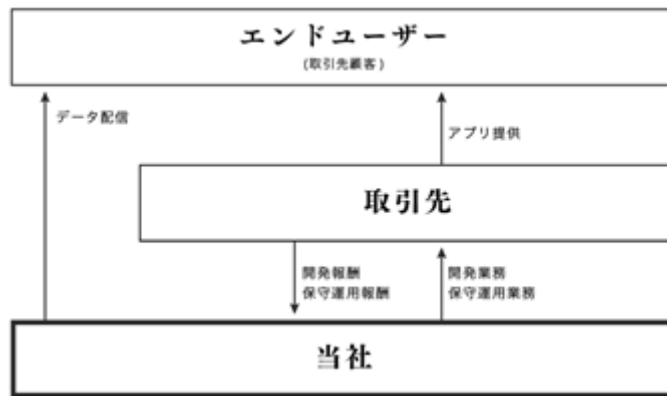 エンドユーザー
(取引先顧客)
データ配信
アプリ提供
取引先
開発報酬
保守運用報酬
開発業務
保守運用業務
当社